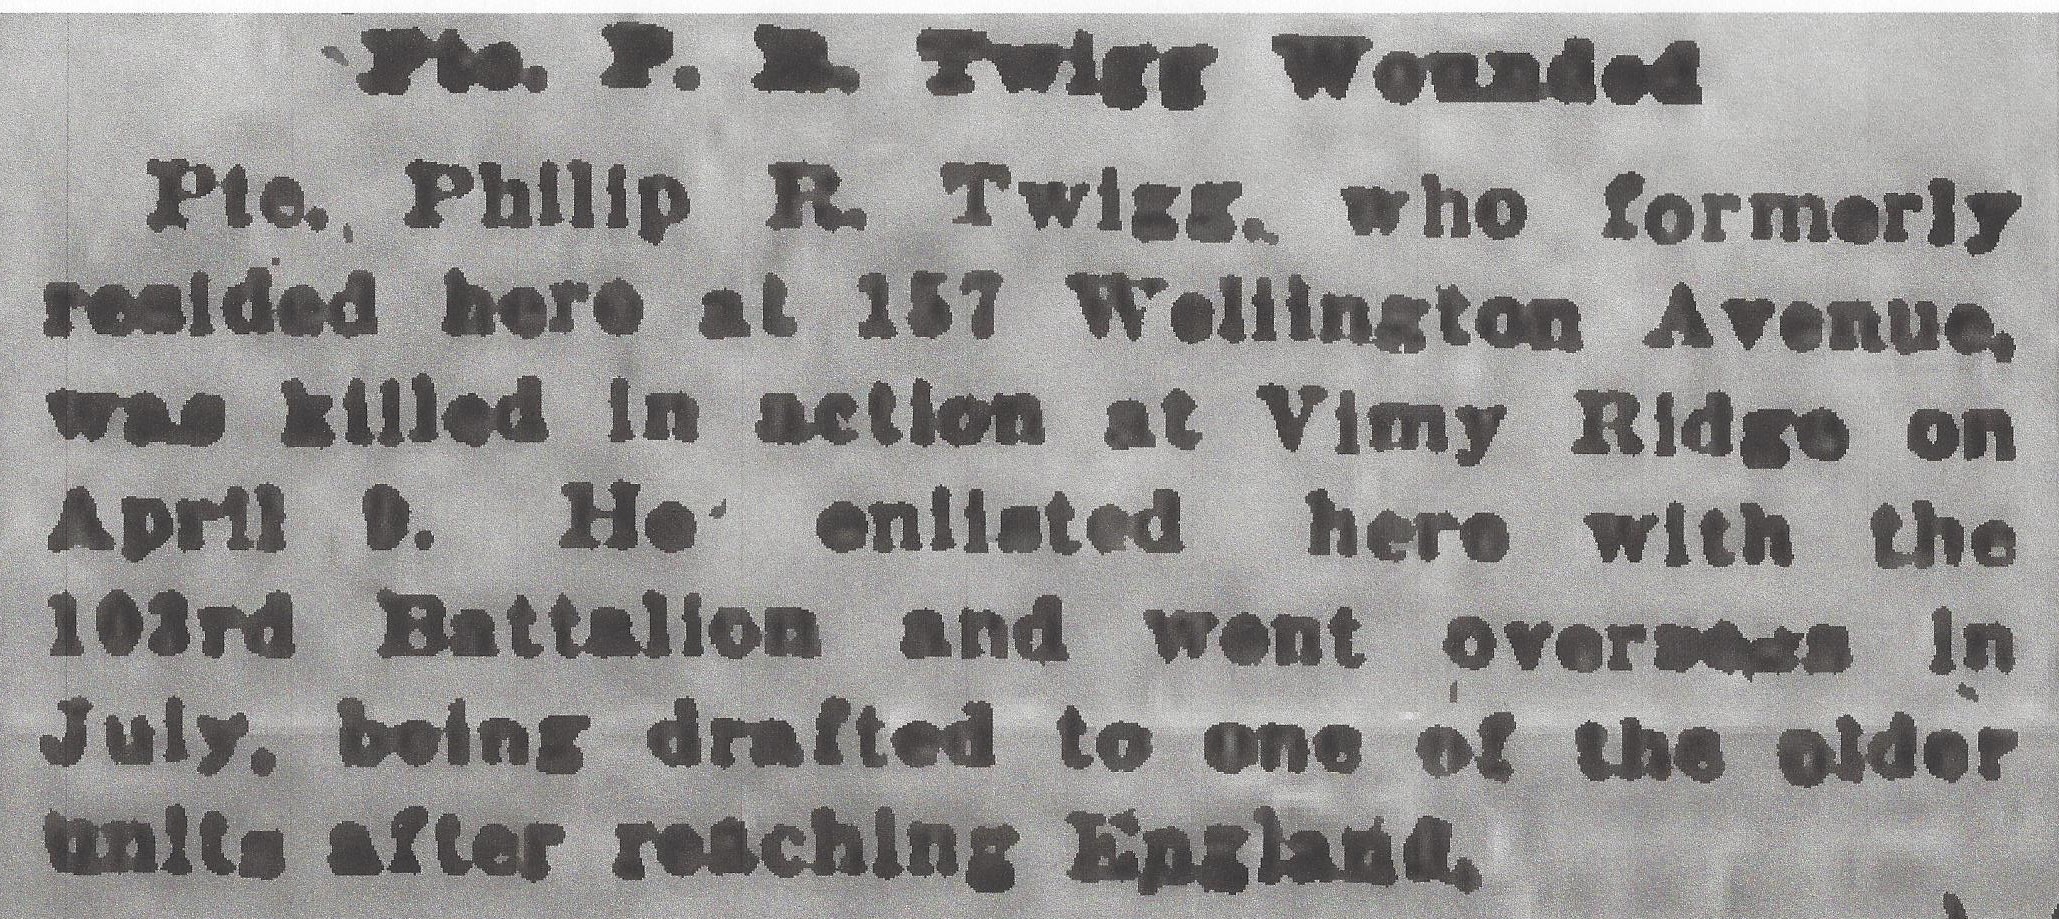 Pte. P. R. Twigg Wounded
Pte. Philip R. Twigg, who formerly
resided here at 157 Wellington Avenue,
was killed in action at Vimy Ridge on
April 9. He enlisted here with the
103rd Battalion and went overseas in
July, being drafted to one of the older
units after reaching England.